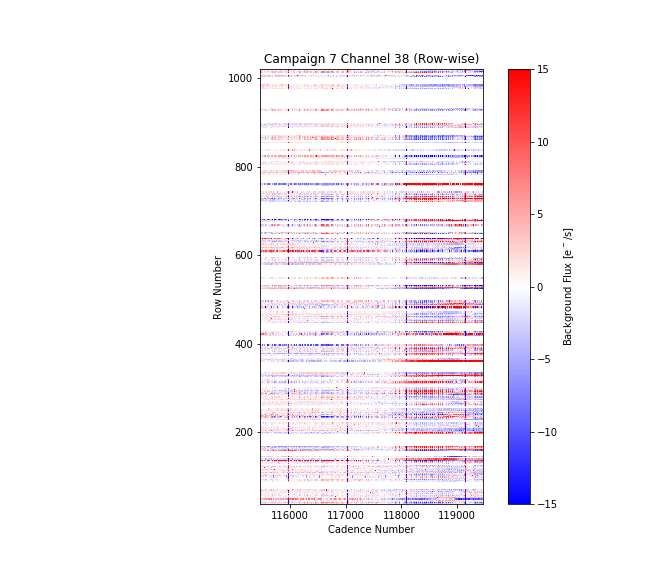 Campaign 7 Channel 38 (Row-wise)
1000
800
600
400
200
Row Number
116000 117000 118000 119000
Cadence Number
15
10
5
0
−5
−10
−15
Background Flux [e⁻/s]